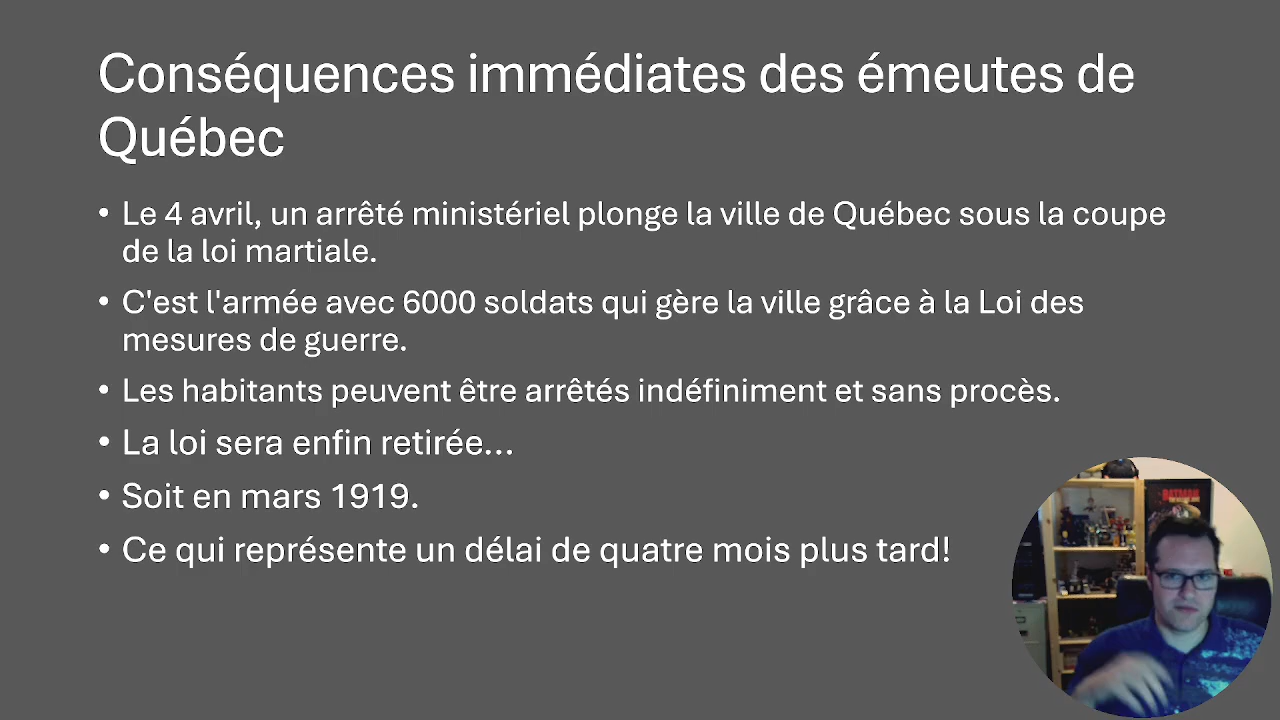 Conséquences immédiates des émeutes de
Québec
• Le 4 avril, un arrêté ministériel plonge la ville de Québec sous la coupe
de la loi martiale.
• C'est l'armée avec 6000 soldats qui gère la ville grâce à la Loi des
mesures de guerre.
• Les habitants peuvent être arrêtés indéfiniment et sans procès.
• La loi sera enfin retirée...
• Soit en mars 1919.
• Ce qui représente un délai de quatre mois plus tard!
BATMAN